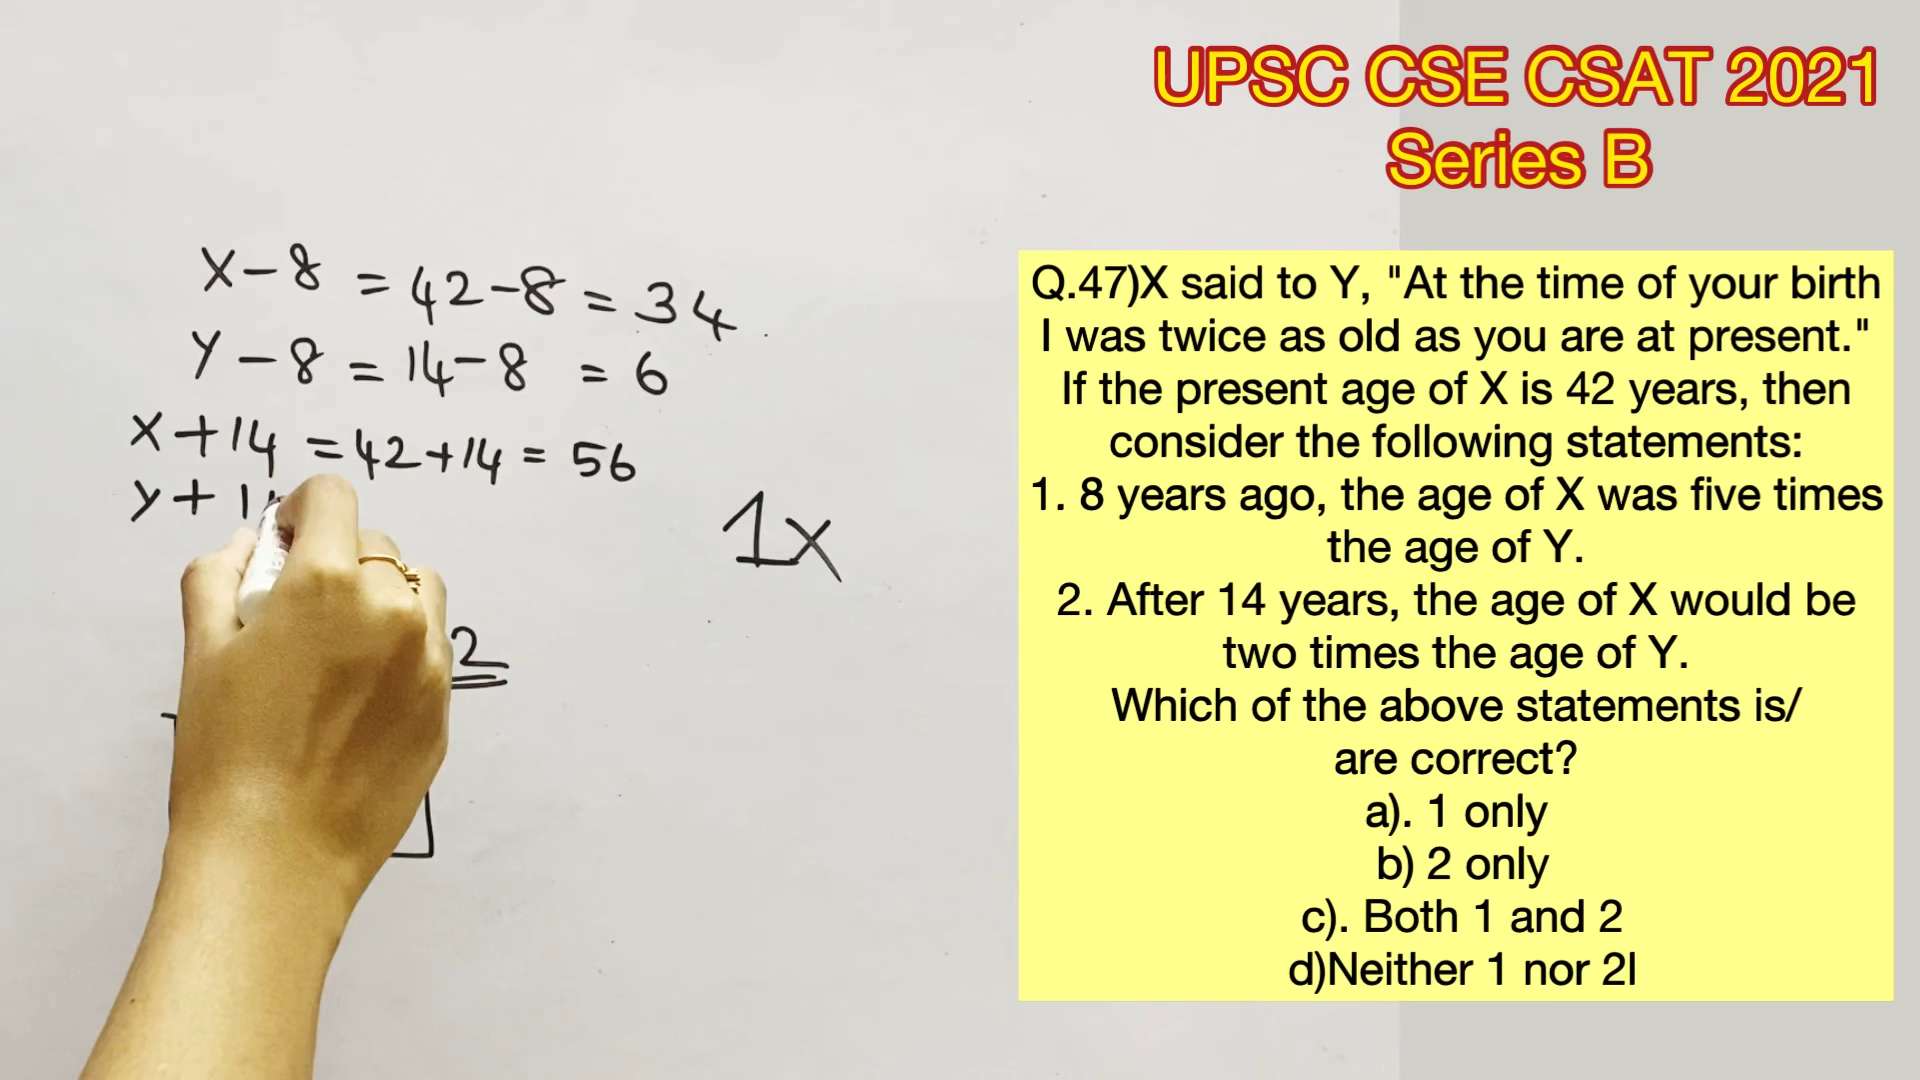 X - 8 = 42 - 8 = 34
Y - 8 = 14 - 8 = 6
X + 14 = 42 + 14 = 56
y + 1
1x
2
UPSC CSE CSAT 2021
Series B
Q.47)X said to Y, "At the time of your birth
I was twice as old as you are at present."
If the present age of X is 42 years, then
consider the following statements:
1. 8 years ago, the age of X was five times
the age of Y.
2. After 14 years, the age of X would be
two times the age of Y.
Which of the above statements is/
are correct?
a). 1 only
b) 2 only
c). Both 1 and 2
d)Neither 1 nor 2l